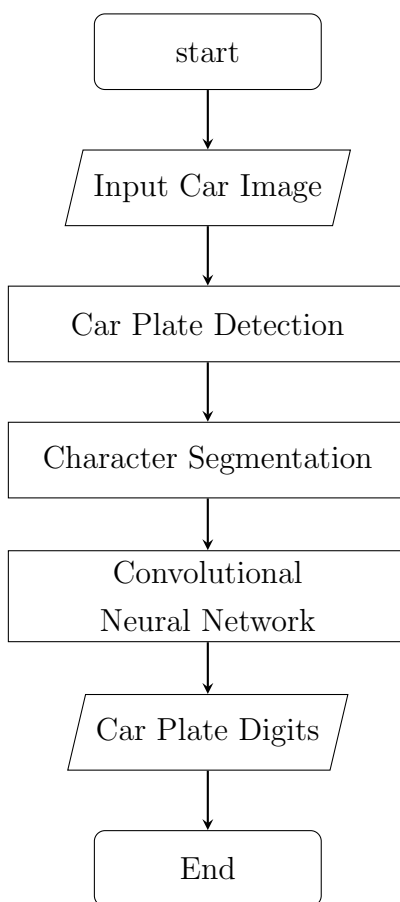 start
Input Car Image
Car Plate Detection
Character Segmentation
Convolutional
Neural Network
Car Plate Digits
End